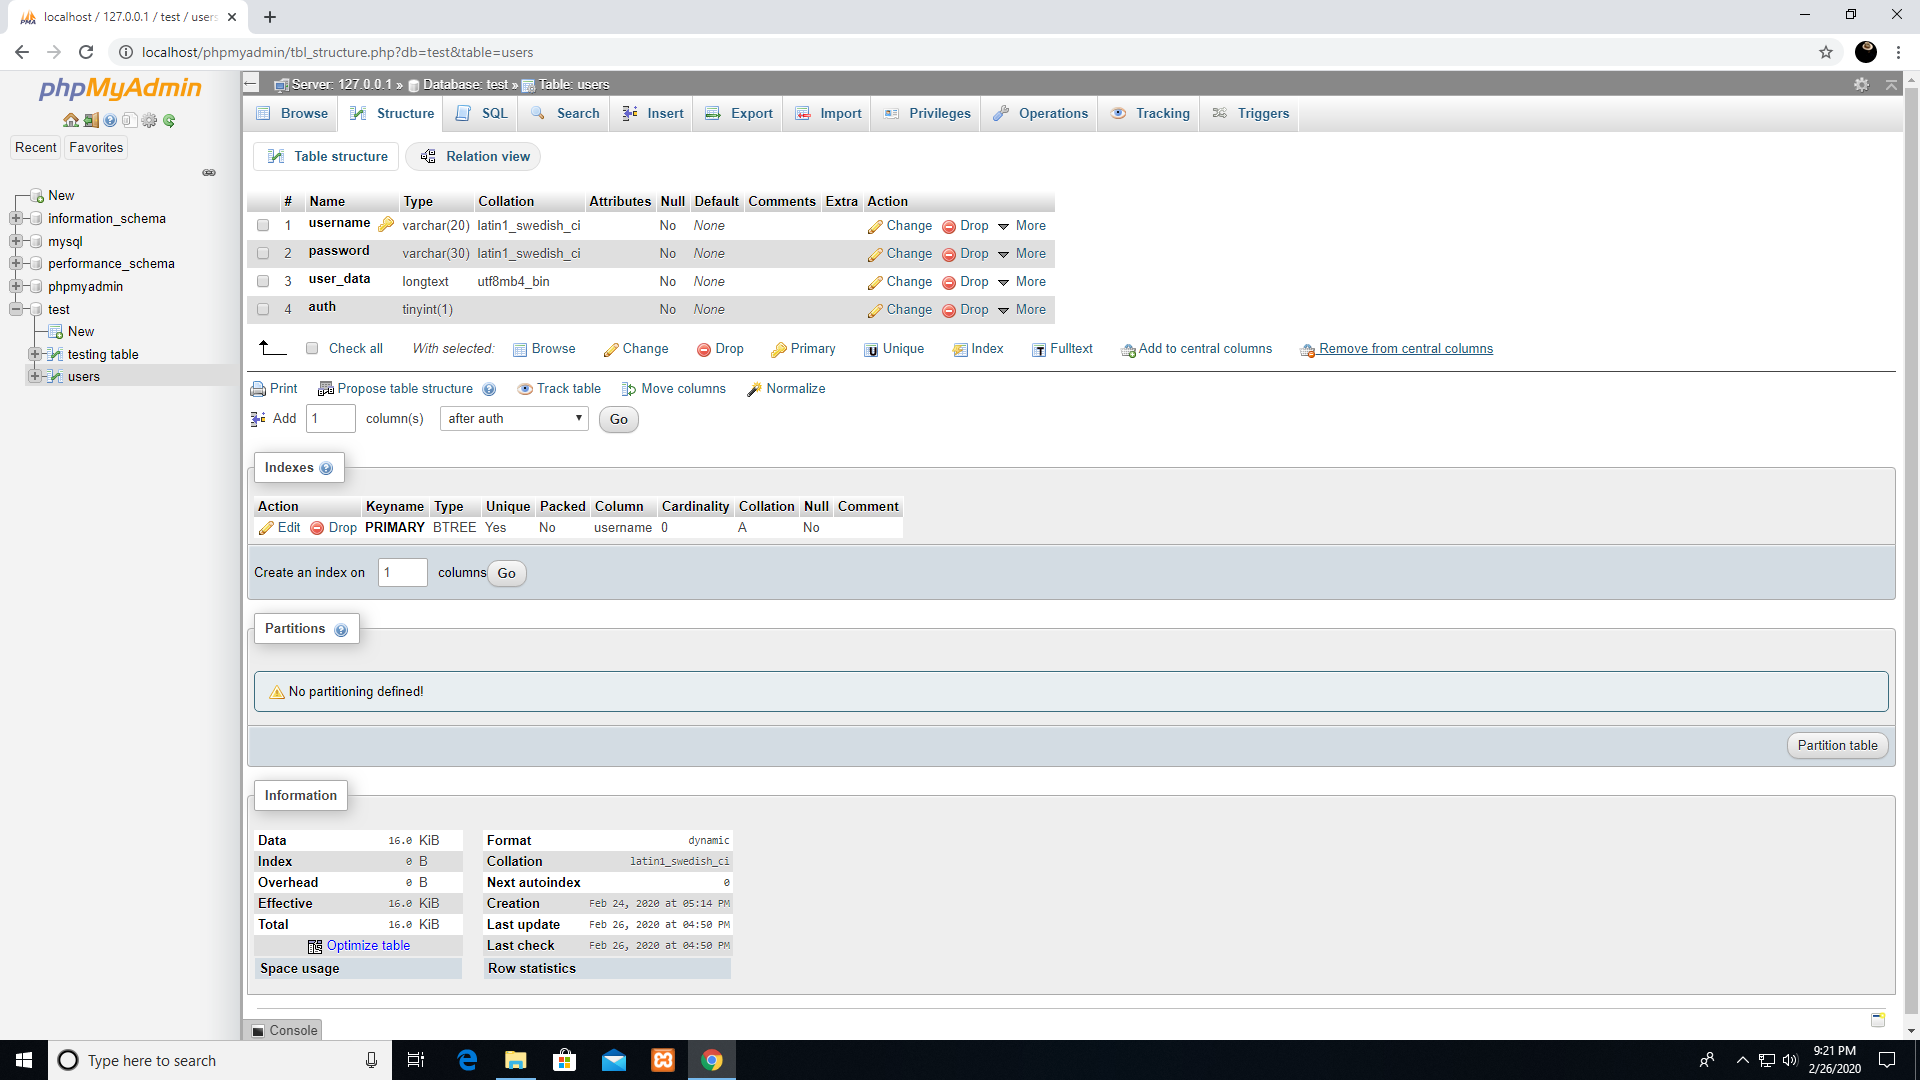 localhost / 127.0.0.1 / test / users
localhost/phpmyadmin/tbl_structure.php?db=test&table=users
phpMyAdmin
Recent Favorites
New
information_schema
mysql
performance_schema
phpmyadmin
test
New
testing table
users
Server: 127.0.0.1 » Database: test » Table: users
Browse Structure SQL Search Insert Export Import Privileges Operations Tracking Triggers
Table structure Relation view
# Name Type Collation Attributes Null Default Comments Extra Action
1 username varchar(20) latin1_swedish_ci No None Change Drop More
2 password varchar(30) latin1_swedish_ci No None Change Drop More
3 user_data longtext utf8mb4_bin No None Change Drop More
4 auth tinyint(1) No None Change Drop More
Check all With selected: Browse Change Drop Primary Unique Index Fulltext Add to central columns Remove from central columns
Print Propose table structure Track table Move columns Normalize
Add 1 column(s) after auth Go
Indexes
Action Keyname Type Unique Packed Column Cardinality Collation Null Comment
Edit Drop PRIMARY BTREE Yes No username 0 A No
Create an index on 1 columns Go
Partitions
No partitioning defined!
Partition table
Information
Data 16.0 KiB
Index 0 B
Overhead 0 B
Effective 16.0 KiB
Total 16.0 KiB
Optimize table
Space usage
Format dynamic
Collation latin1_swedish_ci
Next autoindex 0
Creation Feb 24, 2020 at 05:14 PM
Last update Feb 26, 2020 at 04:50 PM
Last check Feb 26, 2020 at 04:50 PM
Row statistics
Console
Type here to search
9:21 PM
2/26/2020